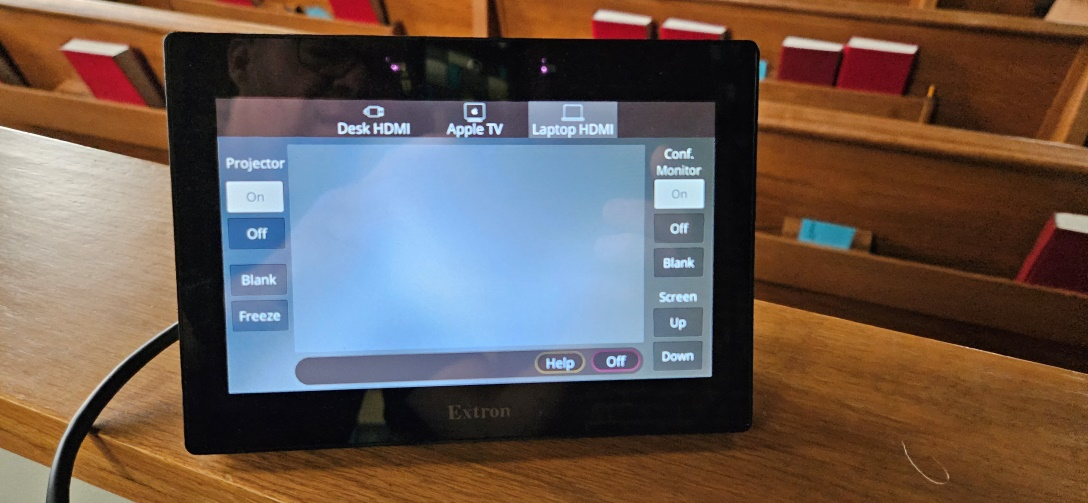 Desk HDMI
Apple TV
Laptop HDMI
Projector
On
Off
Blank
Freeze
Conf.
Monitor
On
Off
Blank
Screen
Up
Down
Help
Off
Extron